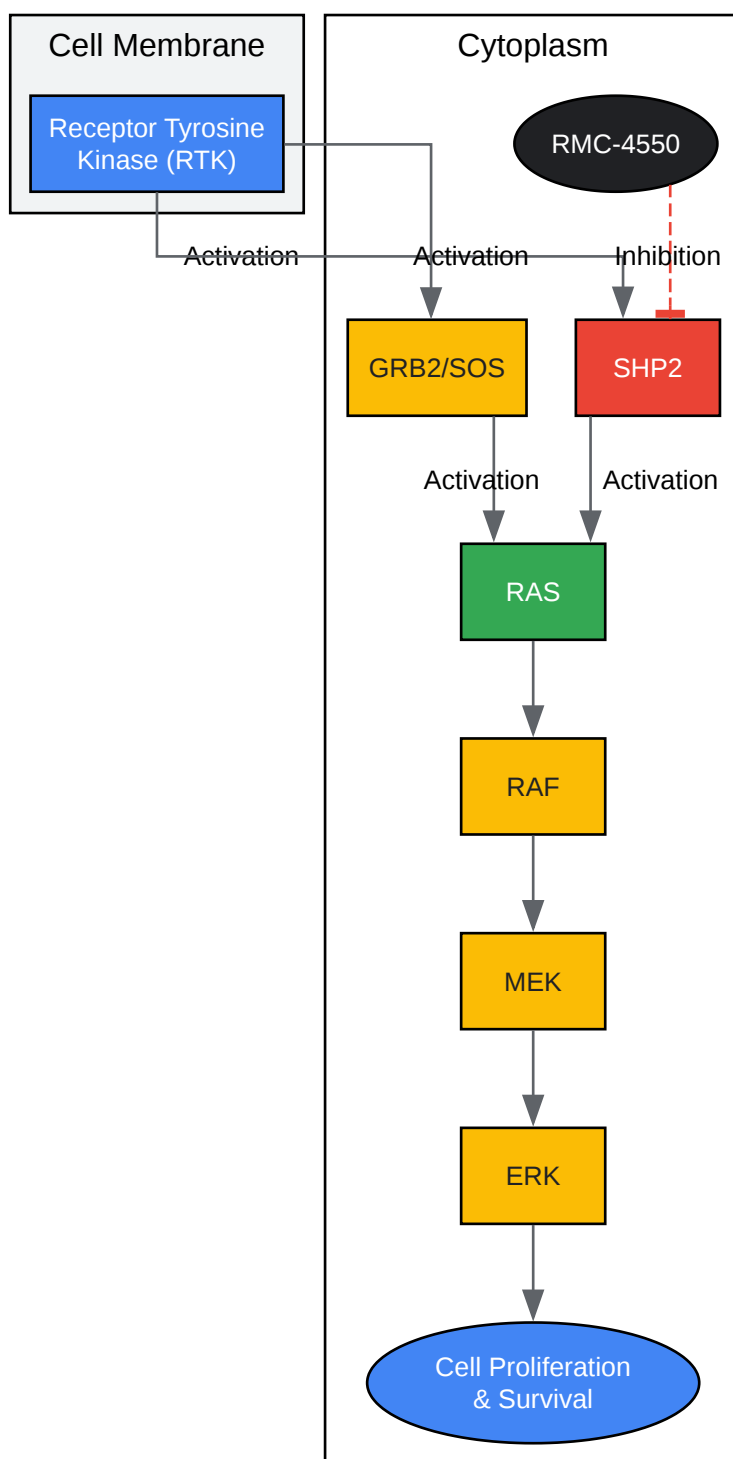 Cell Membrane
Cytoplasm
Receptor Tyrosine
Kinase (RTK)
RMC-4550
Activation
Activation
Inhibition
GRB2/SOS
SHP2
Activation
Activation
RAS
RAF
MEK
ERK
Cell Proliferation
& Survival